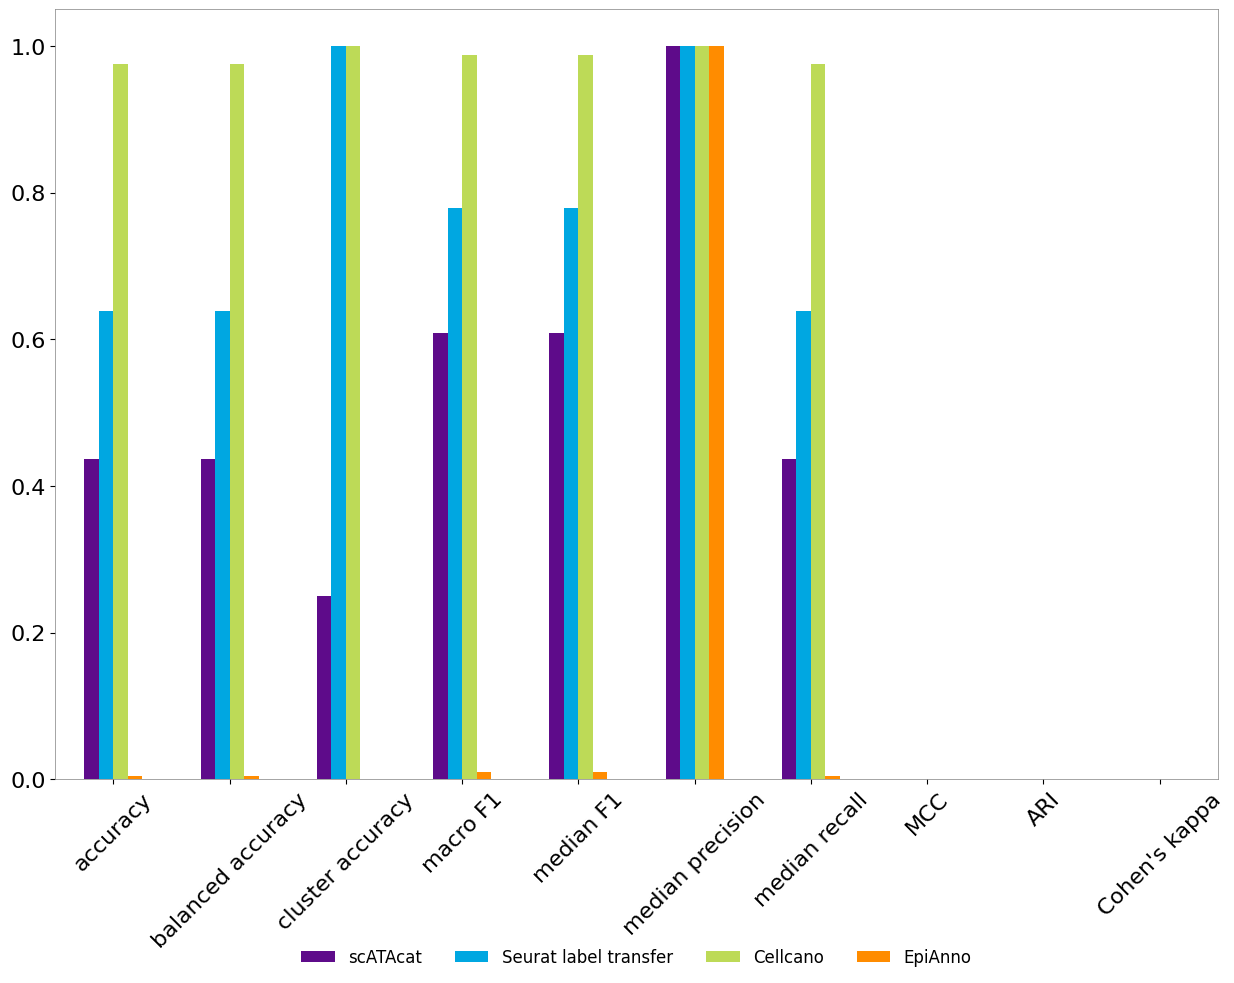 1.0
0.8
0.6
0.4
0.2
0.0
accuracy
balanced accuracy
cluster accuracy
macro F1
median F1
median precision
median recall
MCC
ARI
Cohen's kappa
scATAcat
Seurat label transfer
Cellcano
EpiAnno